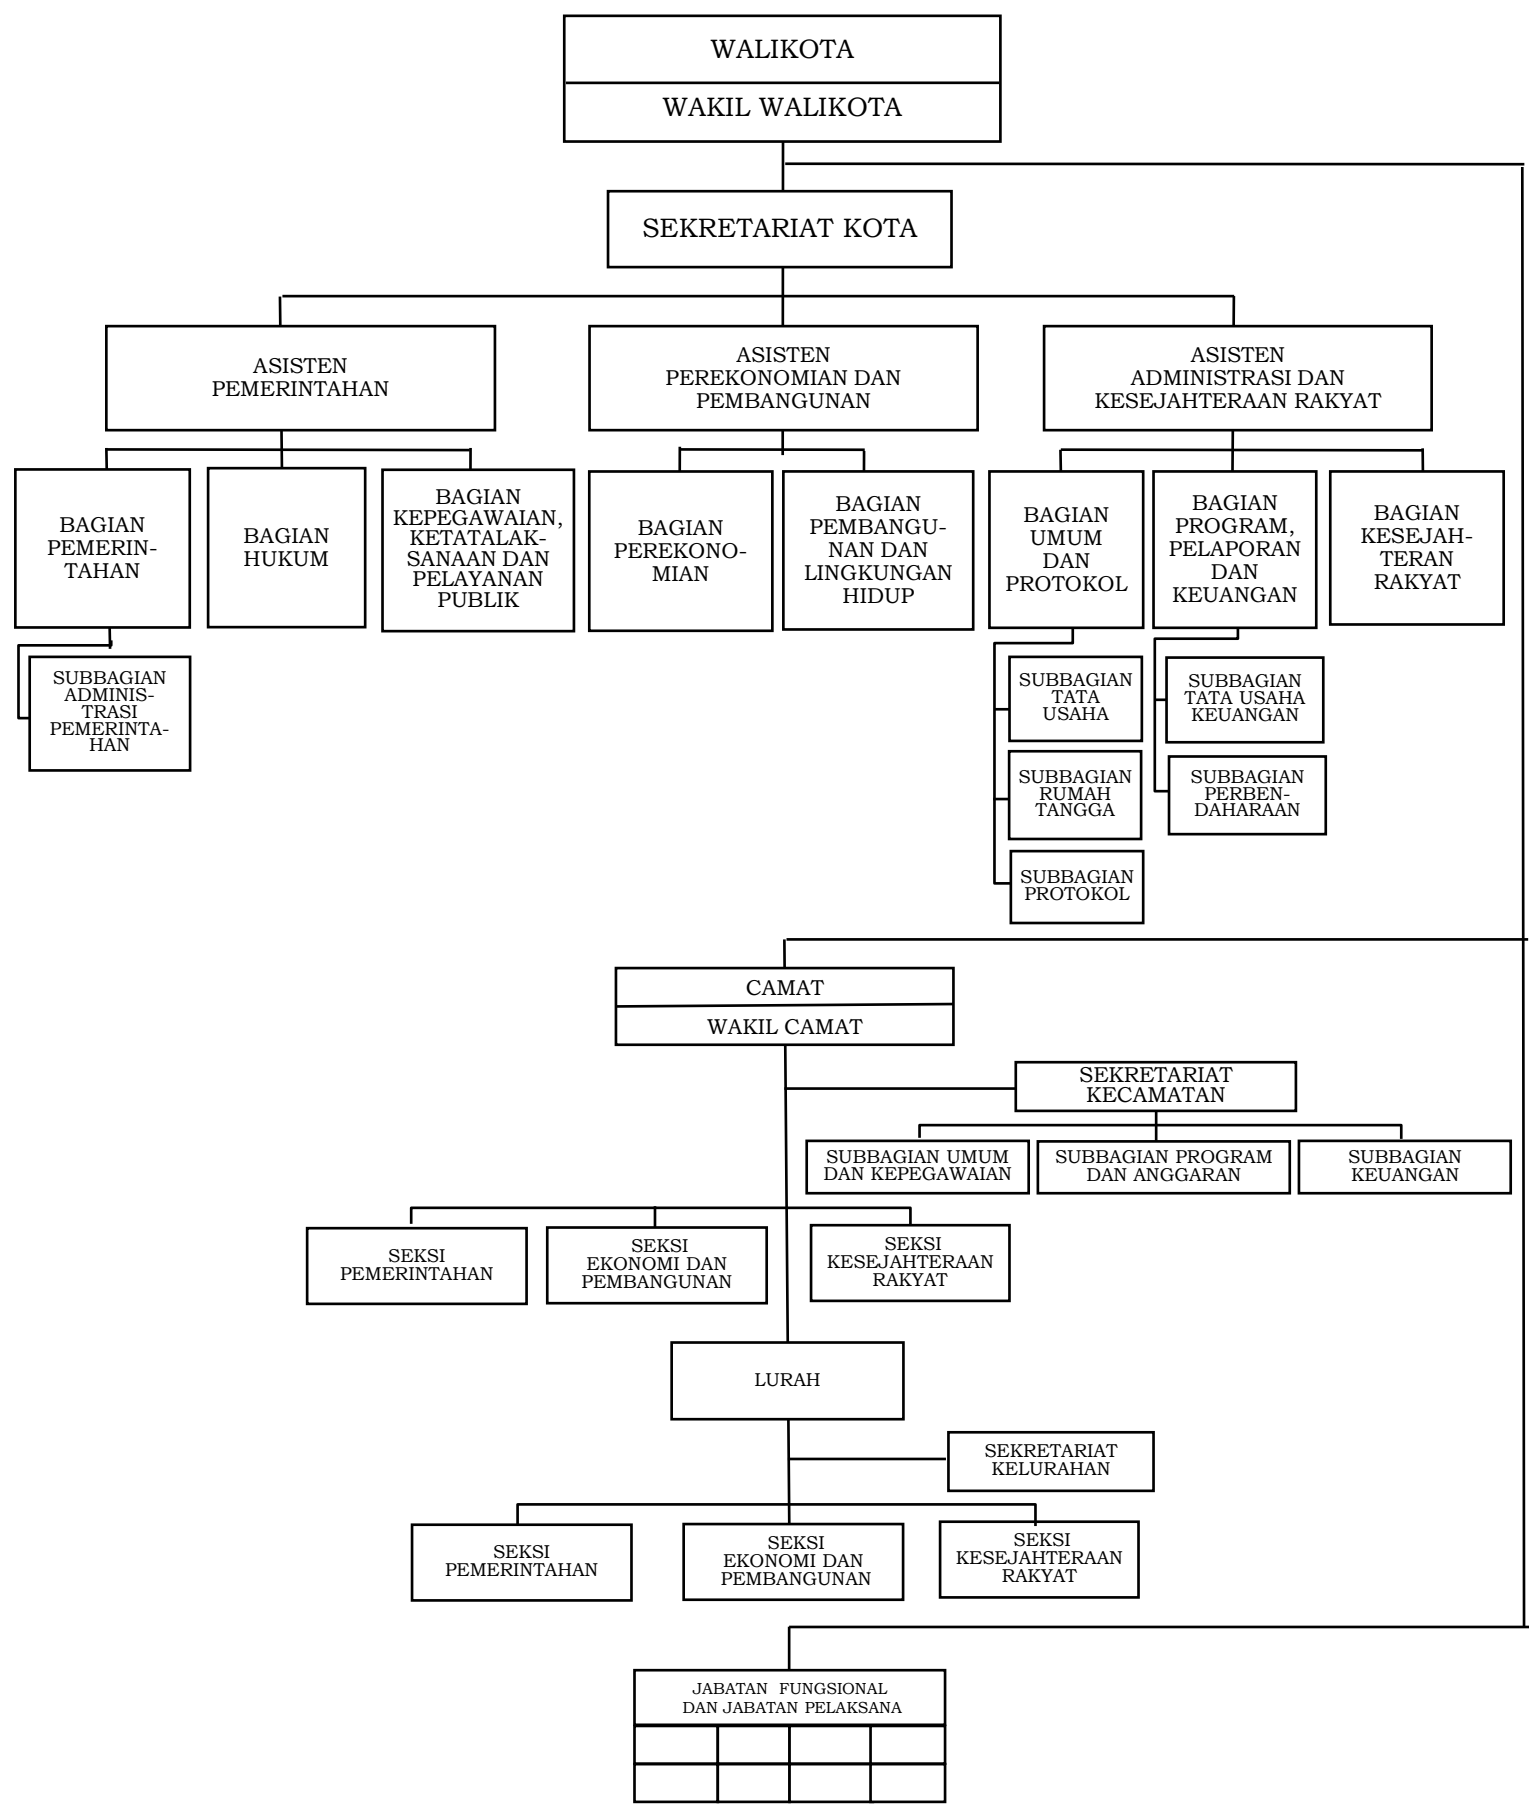 WALIKOTA
WAKIL WALIKOTA
SEKRETARIAT KOTA
ASISTEN
PEMERINTAHAN
ASISTEN
PEREKONOMIAN DAN
PEMBANGUNAN
ASISTEN
ADMINISTRASI DAN
KESEJAHTERAAN RAKYAT
BAGIAN
PEMERIN-
TAHAN
BAGIAN
HUKUM
BAGIAN
KEPEGAWAIAN,
KETATALAK-
SANAAN DAN
PELAYANAN
PUBLIK
BAGIAN
PEREKONO-
MIAN
BAGIAN
PEMBANGU-
NAN DAN
LINGKUNGAN
HIDUP
BAGIAN
UMUM
DAN
PROTOKOL
BAGIAN
PROGRAM,
PELAPORAN
DAN
KEUANGAN
BAGIAN
KESEJAH-
TERAN
RAKYAT
SUBBAGIAN
ADMINIS-
TRASI
PEMERINTA-
HAN
SUBBAGIAN
TATA
USAHA
SUBBAGIAN
RUMAH
TANGGA
SUBBAGIAN
PROTOKOL
SUBBAGIAN
TATA USAHA
KEUANGAN
SUBBAGIAN
PERBEN-
DAHARAAN
CAMAT
WAKIL CAMAT
SEKRETARIAT
KECAMATAN
SUBBAGIAN UMUM
DAN KEPEGAWAIAN
SUBBAGIAN PROGRAM
DAN ANGGARAN
SUBBAGIAN
KEUANGAN
SEKSI
PEMERINTAHAN
SEKSI
EKONOMI DAN
PEMBANGUNAN
SEKSI
KESEJAHTERAAN
RAKYAT
LURAH
SEKRETARIAT
KELURAHAN
SEKSI
PEMERINTAHAN
SEKSI
EKONOMI DAN
PEMBANGUNAN
SEKSI
KESEJAHTERAAN
RAKYAT
JABATAN FUNGSIONAL
DAN JABATAN PELAKSANA